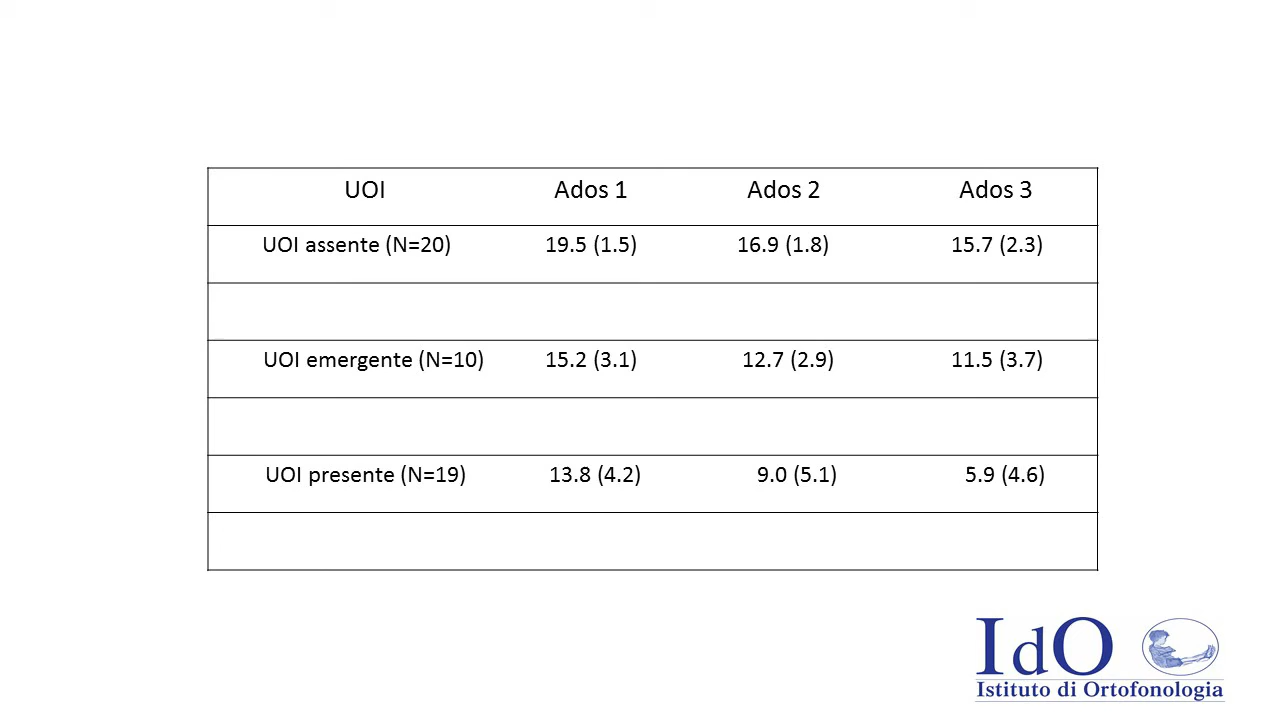 UOI Ados 1 Ados 2 Ados 3
UOI assente (N=20) 19.5 (1.5) 16.9 (1.8) 15.7 (2.3)
UOI emergente (N=10) 15.2 (3.1) 12.7 (2.9) 11.5 (3.7)
UOI presente (N=19) 13.8 (4.2) 9.0 (5.1) 5.9 (4.6)
IdO
Istituto di Ortofonologia